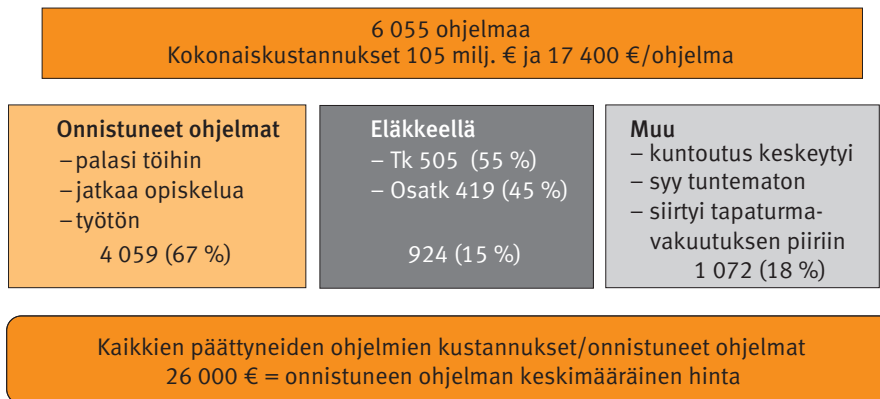 6 055 ohjelmaa
Kokonaiskustannukset 105 milj. € ja 17 400 €/ohjelma
Onnistuneet ohjelmat
– palasi töihin
– jatkaa opiskelua
– työtön
4 059 (67 %)
Eläkkeellä
– Tk 505 (55 %)
– Osatk 419 (45 %)
924 (15 %)
Muu
– kuntoutus keskeytyi
– syy tuntematon
– siirtyi tapaturma-
vakuutuksen piiriin
1 072 (18 %)
Kaikkien päättyneiden ohjelmien kustannukset/onnistuneet ohjelmat
26 000 € = onnistuneen ohjelman keskimääräinen hinta